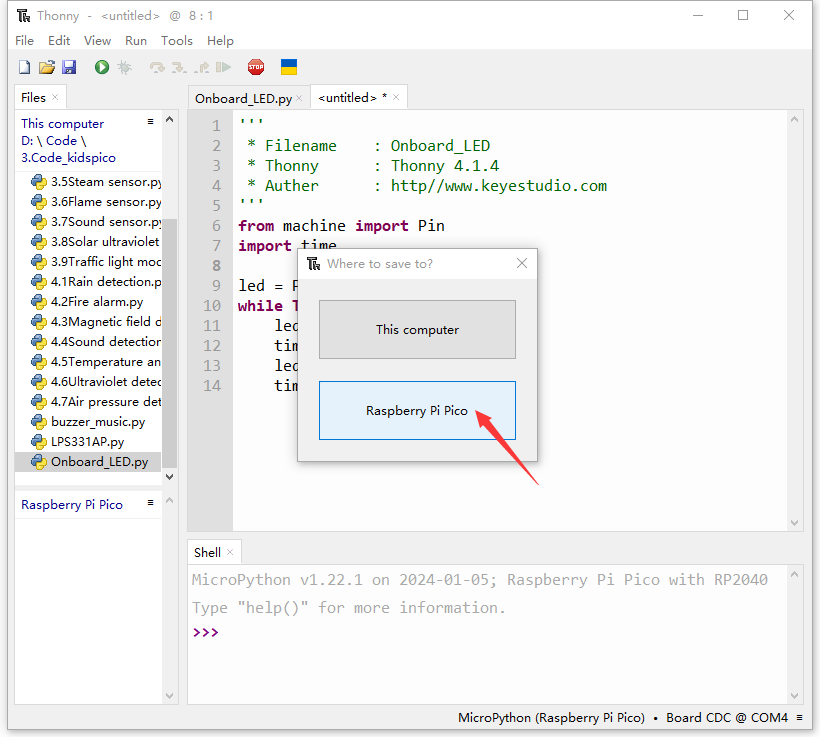 Thonny - <untitled> @ 8 : 1
File Edit View Run Tools Help
STOP
Files
Onboard_LED.py
<untitled> *
This computer
D: \ Code \
3.Code_kidspico
3.5Steam sensor.py
3.6Flame sensor.py
3.7Sound sensor.py
3.8Solar ultraviolet
3.9Traffic light mod
4.1Rain detection.p
4.2Fire alarm.py
4.3Magnetic field d
4.4Sound detection
4.5Temperature an
4.6Ultraviolet detec
4.7Air pressure det
buzzer_music.py
LPS331AP.py
Onboard_LED.py
Raspberry Pi Pico
1 '''
2 * Filename : Onboard_LED
3 * Thonny : Thonny 4.1.4
4 * Auther : http//www.keyestudio.com
5 '''
6 from machine import Pin
7 import time
8
9 led = P
10 while T
11 led
12 tim
13 led
14 tim
Where to save to?
This computer
Raspberry Pi Pico
Shell
MicroPython v1.22.1 on 2024-01-05; Raspberry Pi Pico with RP2040
Type "help()" for more information.
>>>
MicroPython (Raspberry Pi Pico) • Board CDC @ COM4 ≡